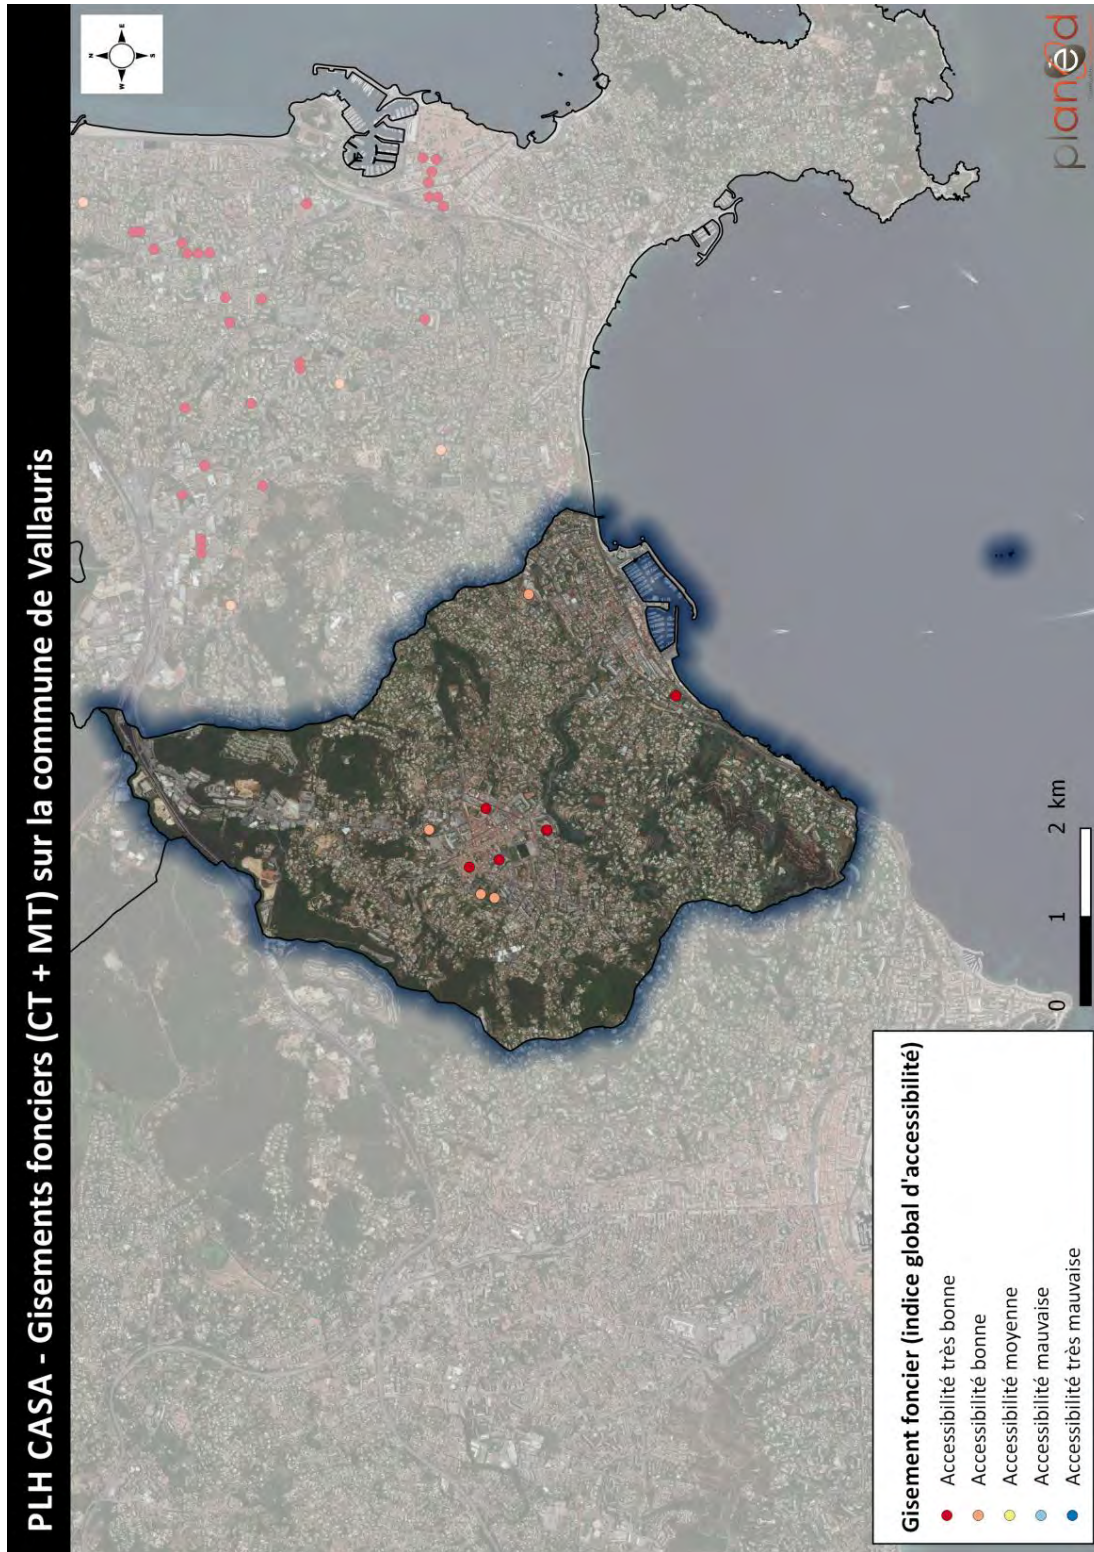 PLH CASA - Gisements fonciers (CT + MT) sur la commune de Vallauris
N
W
E
S
planèd
0
1
2 km
Gisement foncier (indice global d'accessibilité)
Accessibilité très bonne
Accessibilité bonne
Accessibilité moyenne
Accessibilité mauvaise
Accessibilité très mauvaise